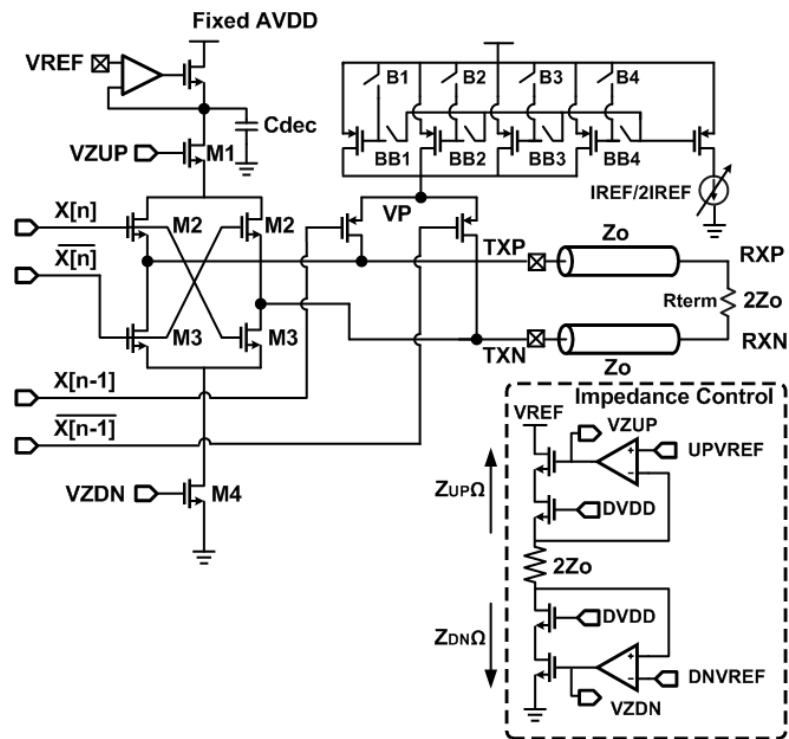 Fixed AVDD
VREF
Cdec
VZUP
M1
B1
B2
B3
B4
BB1
BB2
BB3
BB4
IREF/2IREF
X[n]
M2
M2
VP
TXP
Zo
RXP
X[n]
Rterm
2Zo
M3
M3
TXN
Zo
RXN
X[n-1]
X[n-1]
VZDN
M4
Impedance Control
VREF
VZUP
UPVREF
+
-
ZUPΩ
DVDD
2Zo
DVDD
ZDNΩ
+
-
DNVREF
VZDN